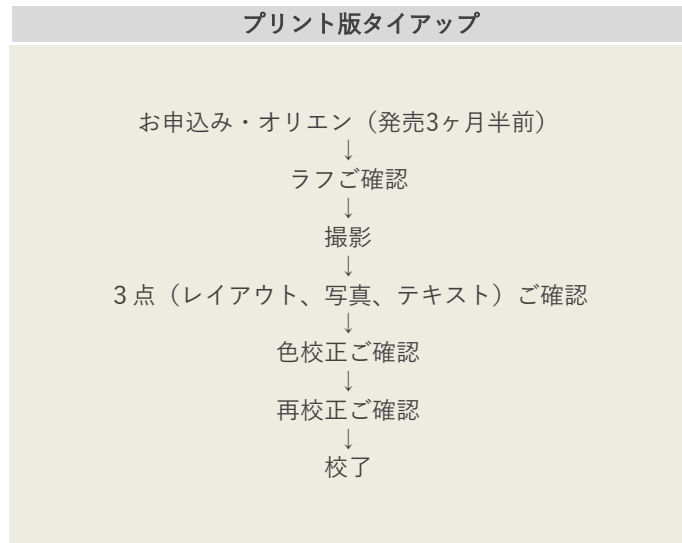 プリント版タイアップ
お申込み・オリエン（発売3ヶ月半前）
↓
ラフご確認
↓
撮影
↓
３点（レイアウト、写真、テキスト）ご確認
↓
色校正ご確認
↓
再校正ご確認
↓
校了